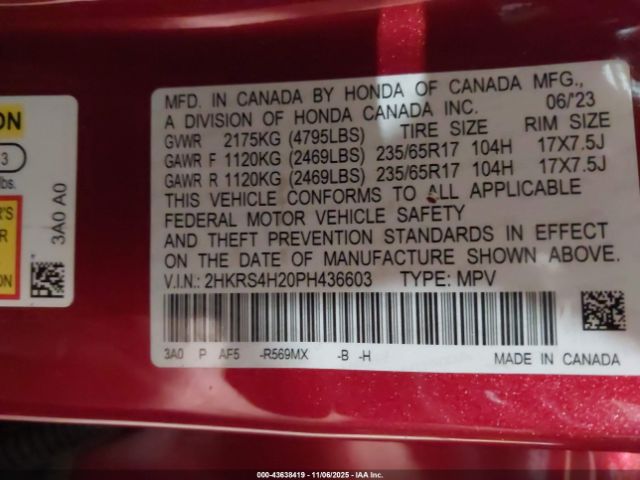 ON
3
lbs.
R'S
R
ON
3A0 A0
MFD. IN CANADA BY HONDA OF CANADA MFG.,
A DIVISION OF HONDA CANADA INC. 06/'23
GVWR 2175KG (4795LBS) TIRE SIZE RIM SIZE
GAWR F 1120KG (2469LBS) 235/65R17 104H 17X7.5J
GAWR R 1120KG (2469LBS) 235/65R17 104H 17X7.5J
THIS VEHICLE CONFORMS TO ALL APPLICABLE
FEDERAL MOTOR VEHICLE SAFETY
AND THEFT PREVENTION STANDARDS IN EFFECT
ON THE DATE OF MANUFACTURE SHOWN ABOVE.
V.I.N.: 2HKRS4H20PH436603 TYPE: MPV
3A0 P AF5 -R569MX -B -H
MADE IN CANADA
000-43638419 - 11/06/2025 - IAA Inc.